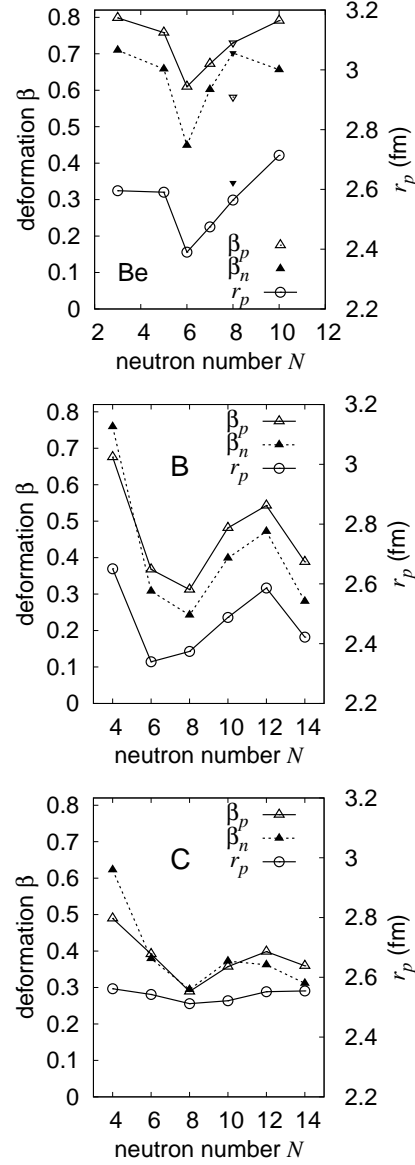 0.8
0.7
0.6
0.5
0.4
0.3
0.2
0.1
0
deformation β
3.2
3
2.8
2.6
2.4
2.2
r_p (fm)
Be
β_p
β_n
r_p
2 4 6 8 10 12
neutron number N
0.8
0.7
0.6
0.5
0.4
0.3
0.2
0.1
0
deformation β
3.2
3
2.8
2.6
2.4
2.2
r_p (fm)
B
β_p
β_n
r_p
4 6 8 10 12 14
neutron number N
0.8
0.7
0.6
0.5
0.4
0.3
0.2
0.1
0
deformation β
3.2
3
2.8
2.6
2.4
2.2
r_p (fm)
C
β_p
β_n
r_p
4 6 8 10 12 14
neutron number N